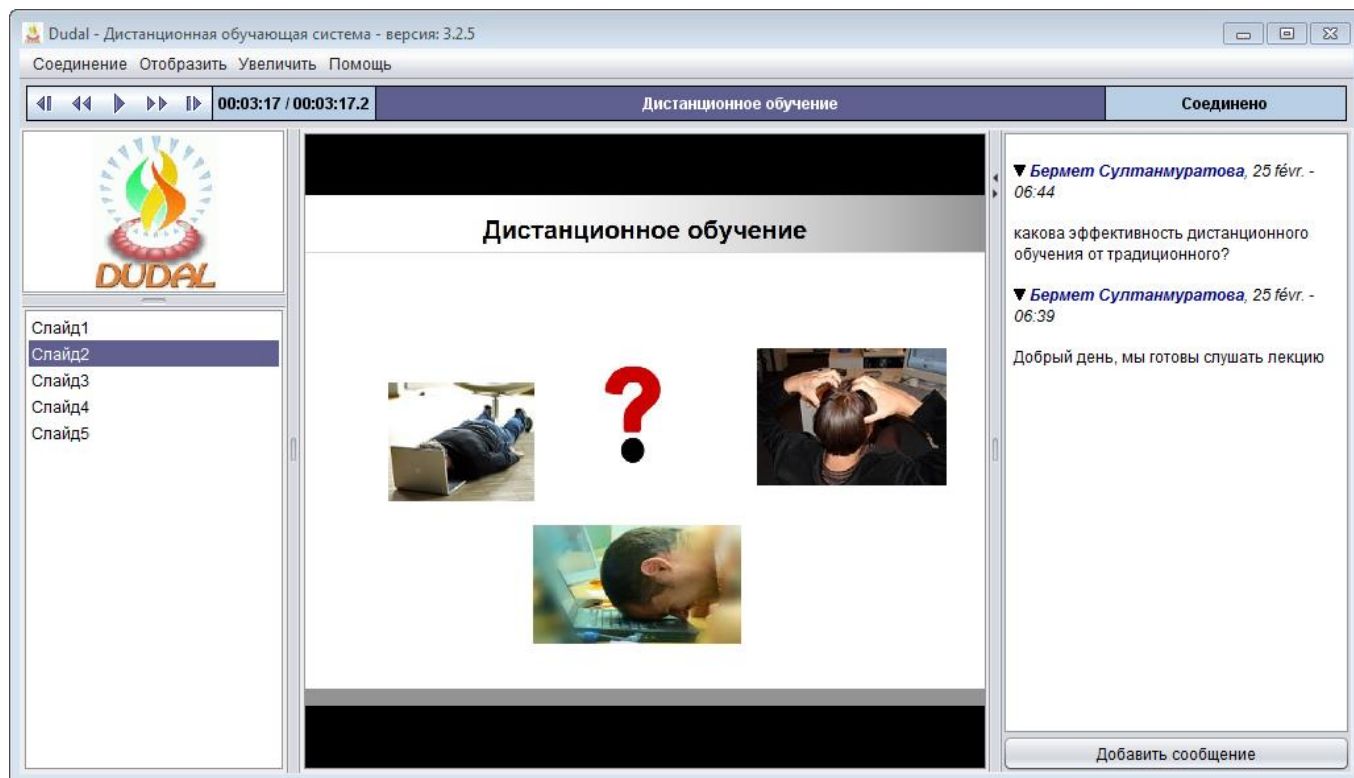 Dudal - Дистанционная обучающая система - версия: 3.2.5
Соединение Отобразить Увеличить Помощь
00:03:17 / 00:03:17.2
Дистанционное обучение
Соединено
DUDAL
Слайд1
Слайд2
Слайд3
Слайд4
Слайд5
Дистанционное обучение
?
▼ Бермет Султанмуратова, 25 févr. -
06:44
какова эффективность дистанционного
обучения от традиционного?
▼ Бермет Султанмуратова, 25 févr. -
06:39
Добрый день, мы готовы слушать лекцию
Добавить сообщение